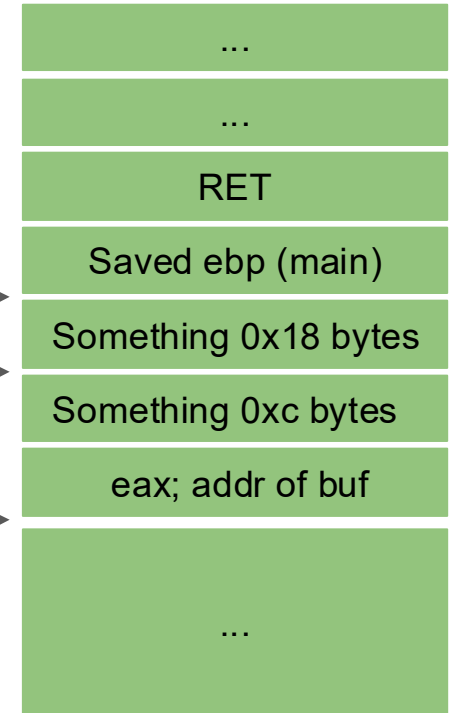 ...
...
RET
Saved ebp (main)
Something 0x18 bytes
Something 0xc bytes
eax; addr of buf
...